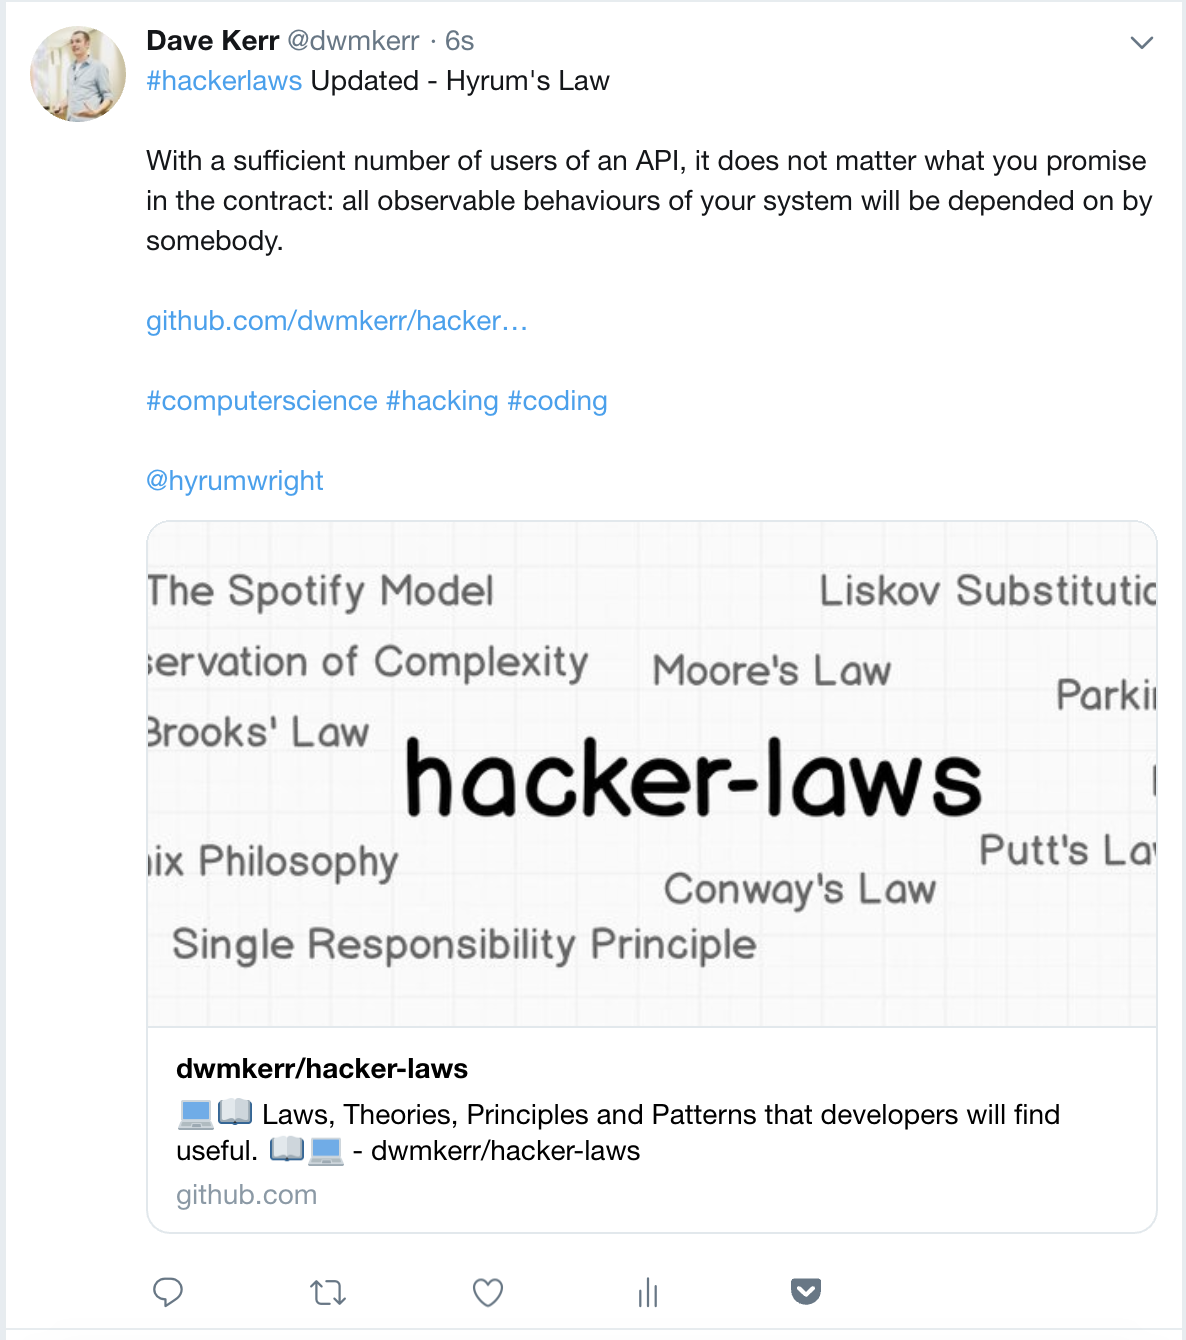 Dave Kerr @dwmkerr · 6s
#hackerlaws Updated - Hyrum's Law
With a sufficient number of users of an API, it does not matter what you promise
in the contract: all observable behaviours of your system will be depended on by
somebody.
github.com/dwmkerr/hacker…
#computerscience #hacking #coding
@hyrumwright
The Spotify Model
Liskov Substitutio
servation of Complexity
Moore's Law
Parki
Brooks' Law
hacker-laws
ix Philosophy
Putt's La
Conway's Law
Single Responsibility Principle
dwmkerr/hacker-laws
💻📖 Laws, Theories, Principles and Patterns that developers will find
useful. 📖💻 - dwmkerr/hacker-laws
github.com